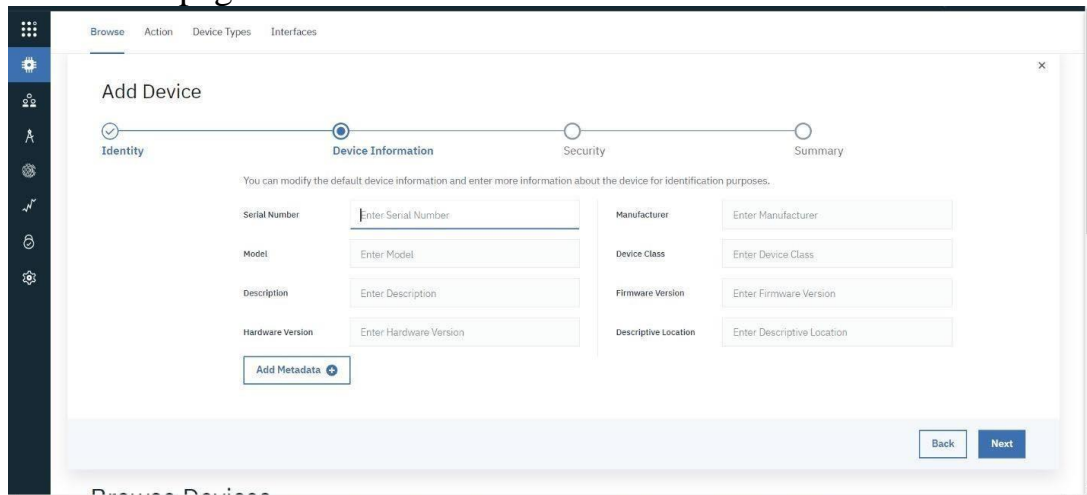 Browse Action Device Types Interfaces
Add Device
Identity Device Information Security Summary
You can modify the default device information and enter more information about the device for identification purposes.
Serial Number Enter Serial Number Manufacturer Enter Manufacturer
Model Enter Model Device Class Enter Device Class
Description Enter Description Firmware Version Enter Firmware Version
Hardware Version Enter Hardware Version Descriptive Location Enter Descriptive Location
Add Metadata
Back Next
Browse Devices